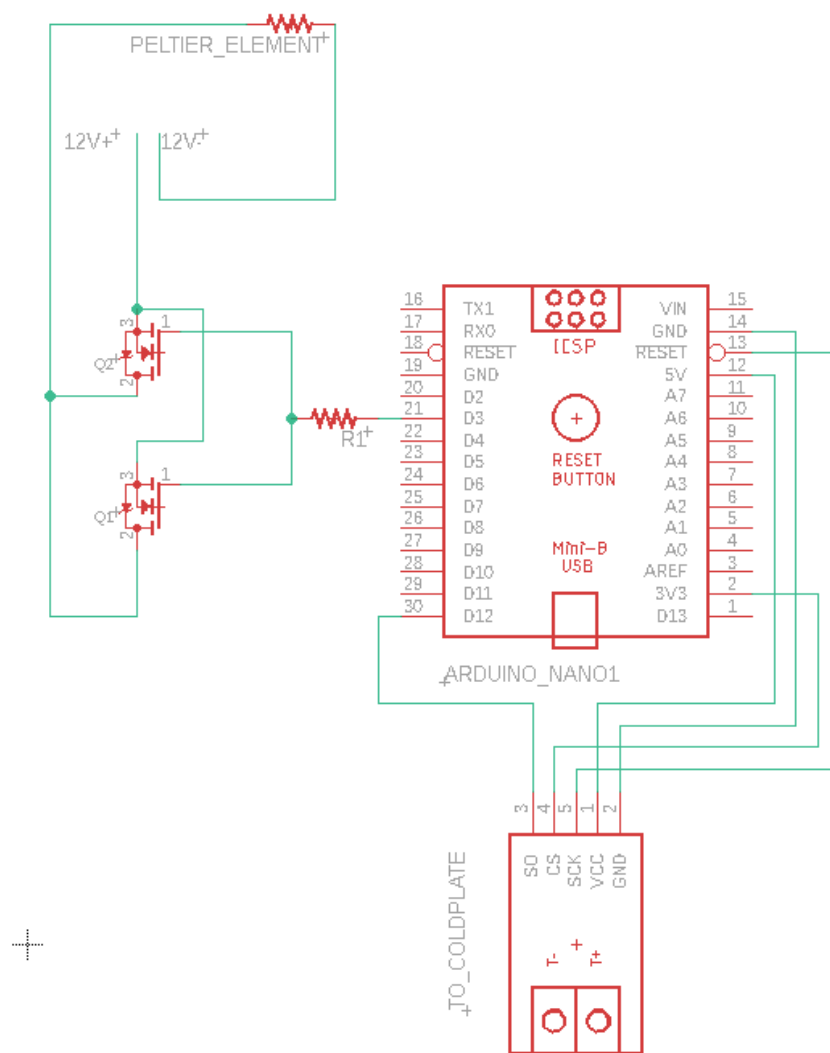 PELTIER_ELEMENT
12V+ 12V-
3 1
Q2
2
3 1
Q1
2
R1
16 TX1 VIN 15
17 RX0 GND 14
18 RESET RESET 13
19 GND 5V 12
20 D2 A7 11
21 D3 A6 10
22 D4 A5 9
23 D5 A4 8
24 D6 A3 7
25 D7 A2 6
26 D8 A1 5
27 D9 A0 4
28 D10 AREF 3
29 D11 3V3 2
30 D12 D13 1
ICSP
RESET
BUTTON
Mini-B
USB
ARDUINO_NANO1
3 4 5 1 2
SO CS SCK VCC GND
T- T+
TO_COLDPLATE